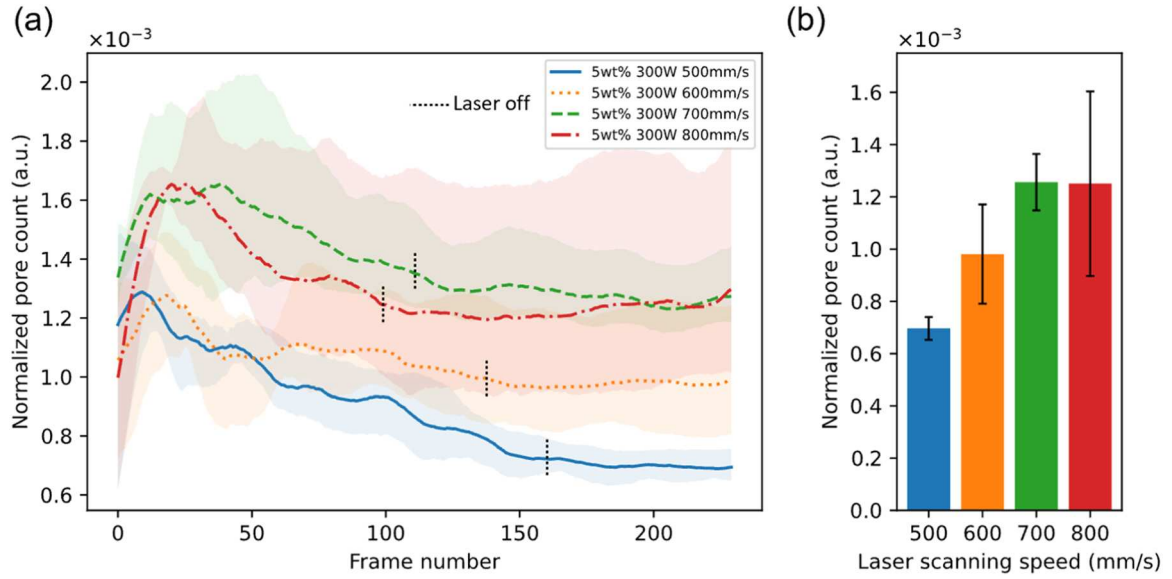 (a)
×10⁻³
Normalized pore count (a.u.)
2.0
1.8
1.6
1.4
1.2
1.0
0.8
0.6
0
50
100
150
200
Frame number
Laser off
5wt% 300W 500mm/s
5wt% 300W 600mm/s
5wt% 300W 700mm/s
5wt% 300W 800mm/s
(b)
×10⁻³
Normalized pore count (a.u.)
1.6
1.4
1.2
1.0
0.8
0.6
0.4
0.2
0.0
500
600
700
800
Laser scanning speed (mm/s)